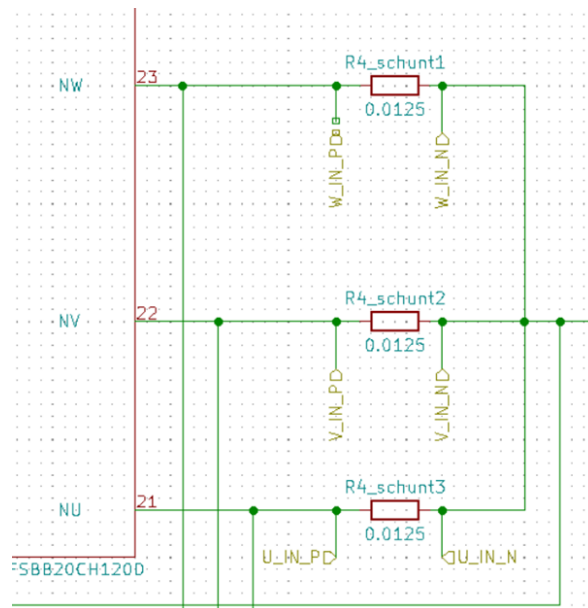 R4_schunt1
NW
23
0.0125
W_IN_P
W_IN_N
R4_schunt2
NV
22
0.0125
V_IN_P
V_IN_N
R4_schunt3
NU
21
0.0125
U_IN_P
U_IN_N
FSBB20CH120D